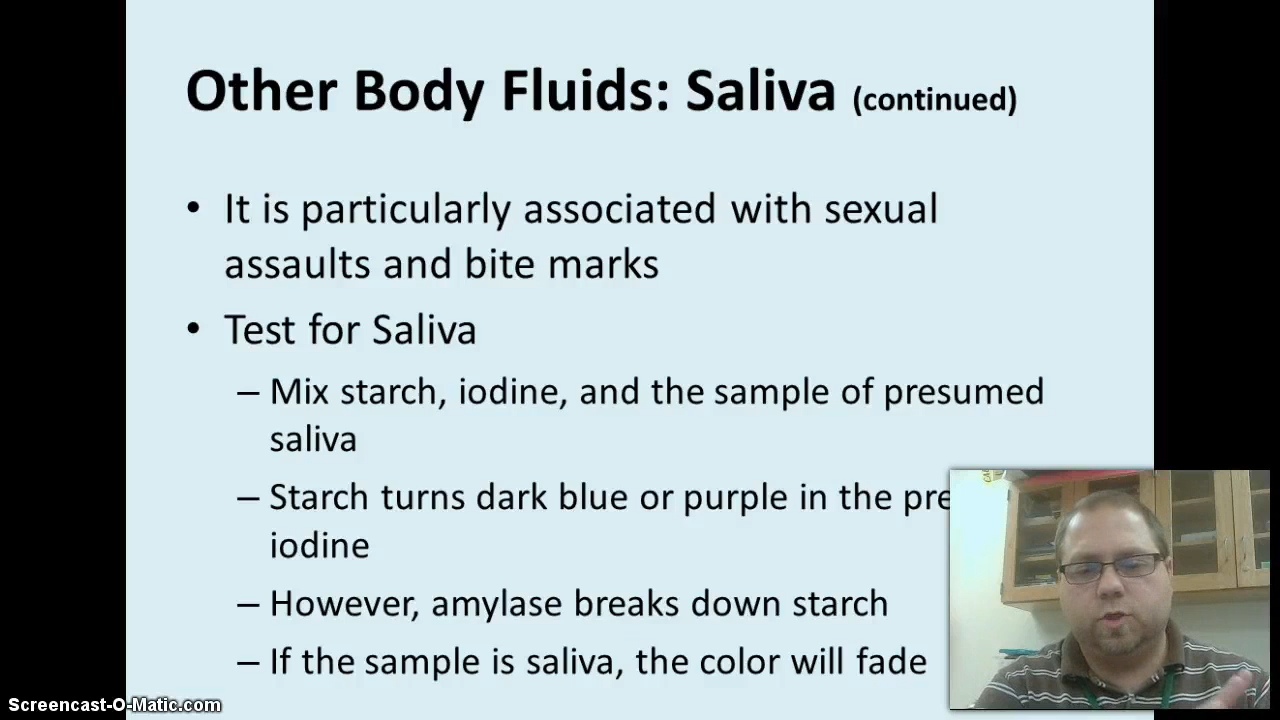 Other Body Fluids: Saliva (continued)
• It is particularly associated with sexual
assaults and bite marks
• Test for Saliva
– Mix starch, iodine, and the sample of presumed
saliva
– Starch turns dark blue or purple in the pre
iodine
– However, amylase breaks down starch
– If the sample is saliva, the color will fade
Screencast-O-Matic.com